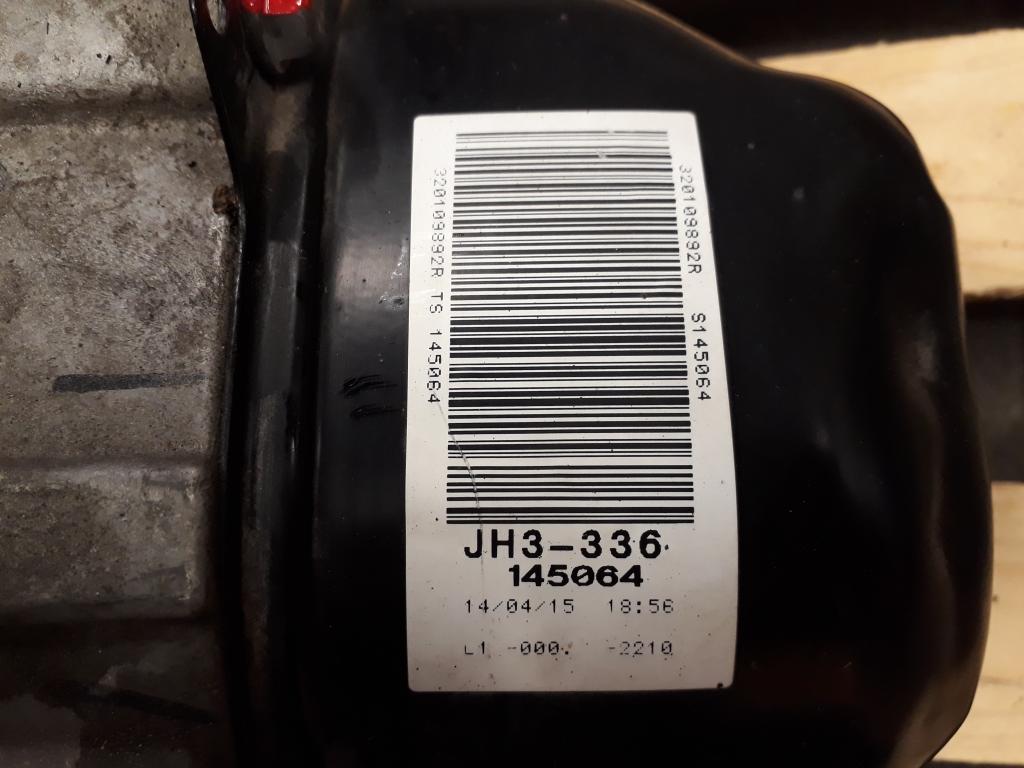 320109892R TS 145064
320109892R S145064
JH3-336
145064
14/04/15 18:56
L1 -000. -2210